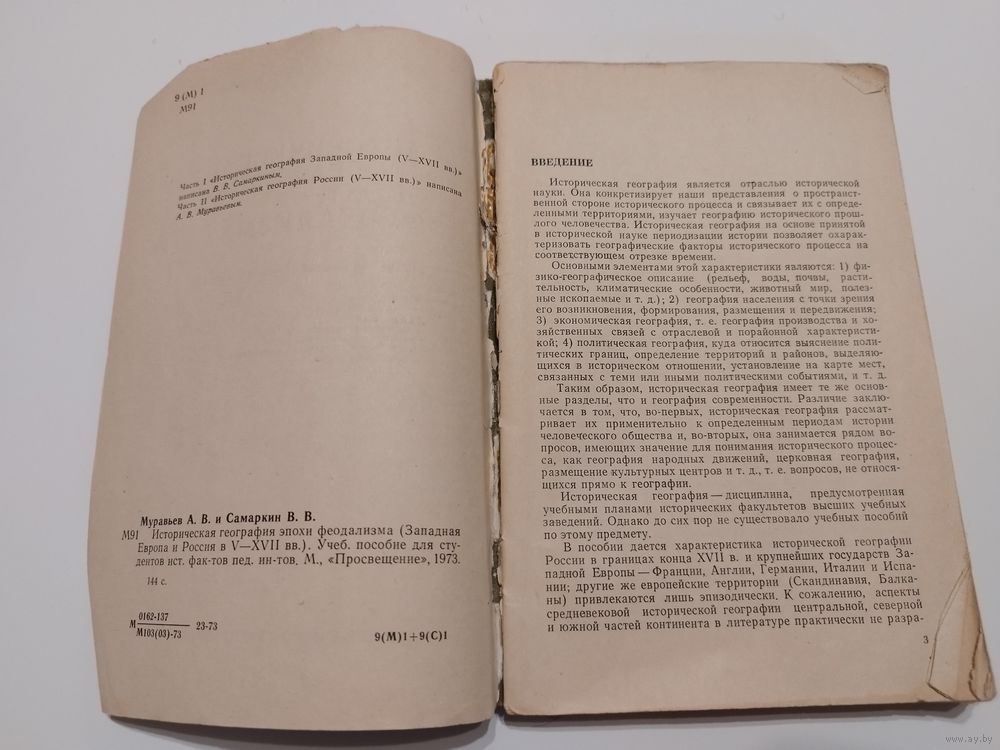 9 (М) 1
М91
Часть I «Историческая география Западной Европы (V—XVII вв.)»
написана В. В. Самаркиным.
Часть II «Историческая география России (V—XVII вв.)» написана
А. В. Муравьевым.
Муравьев А. В. и Самаркин В. В.
М91 Историческая география эпохи феодализма (Западная
Европа и Россия в V—XVII вв.). Учеб. пособие для сту-
дентов ист. фак-тов пед. ин-тов. М., «Просвещение», 1973.
144 с.
0162-137
М 23-73
М103(03)-73
9(М)1+9(С)1
ВВЕДЕНИЕ
Историческая география является отраслью исторической
науки. Она конкретизирует наши представления о пространст-
венной стороне исторического процесса и связывает их с опреде-
ленными территориями, изучает географию исторического прош-
лого человечества. Историческая география на основе принятой
в исторической науке периодизации истории позволяет охарак-
теризовать географические факторы исторического процесса на
соответствующем отрезке времени.
Основными элементами этой характеристики являются: 1) фи-
зико-географическое описание (рельеф, воды, почвы, расти-
тельность, климатические особенности, животный мир, полез-
ные ископаемые и т. д.); 2) география населения с точки зрения
его возникновения, формирования, размещения и передвижения;
3) экономическая география, т. е. география производства и хо-
зяйственных связей с отраслевой и порайонной характеристи-
кой; 4) политическая география, куда относится выяснение поли-
тических границ, определение территорий и районов, выделяю-
щихся в историческом отношении, установление на карте мест,
связанных с теми или иными политическими событиями, и т. д.
Таким образом, историческая география имеет те же основ-
ные разделы, что и география современности. Различие заклю-
чается в том, что, во-первых, историческая география рассмат-
ривает их применительно к определенным периодам истории
человеческого общества и, во-вторых, она занимается рядом во-
просов, имеющих значение для понимания исторического процес-
са, как география народных движений, церковная география,
размещение культурных центров и т. д., т. е. вопросов, не относя-
щихся прямо к географии.
Историческая география — дисциплина, предусмотренная
учебными планами исторических факультетов высших учебных
заведений. Однако до сих пор не существовало учебных пособий
по этому предмету.
В пособии дается характеристика исторической географии
России в границах конца XVII в. и крупнейших государств За-
падной Европы — Франции, Англии, Германии, Италии и Испа-
нии; другие же европейские территории (Скандинавия, Балка-
ны) привлекаются лишь эпизодически. К сожалению, аспекты
средневековой исторической географии центральной, северной
и южной частей континента в литературе практически не разра-
3
www.ay.by